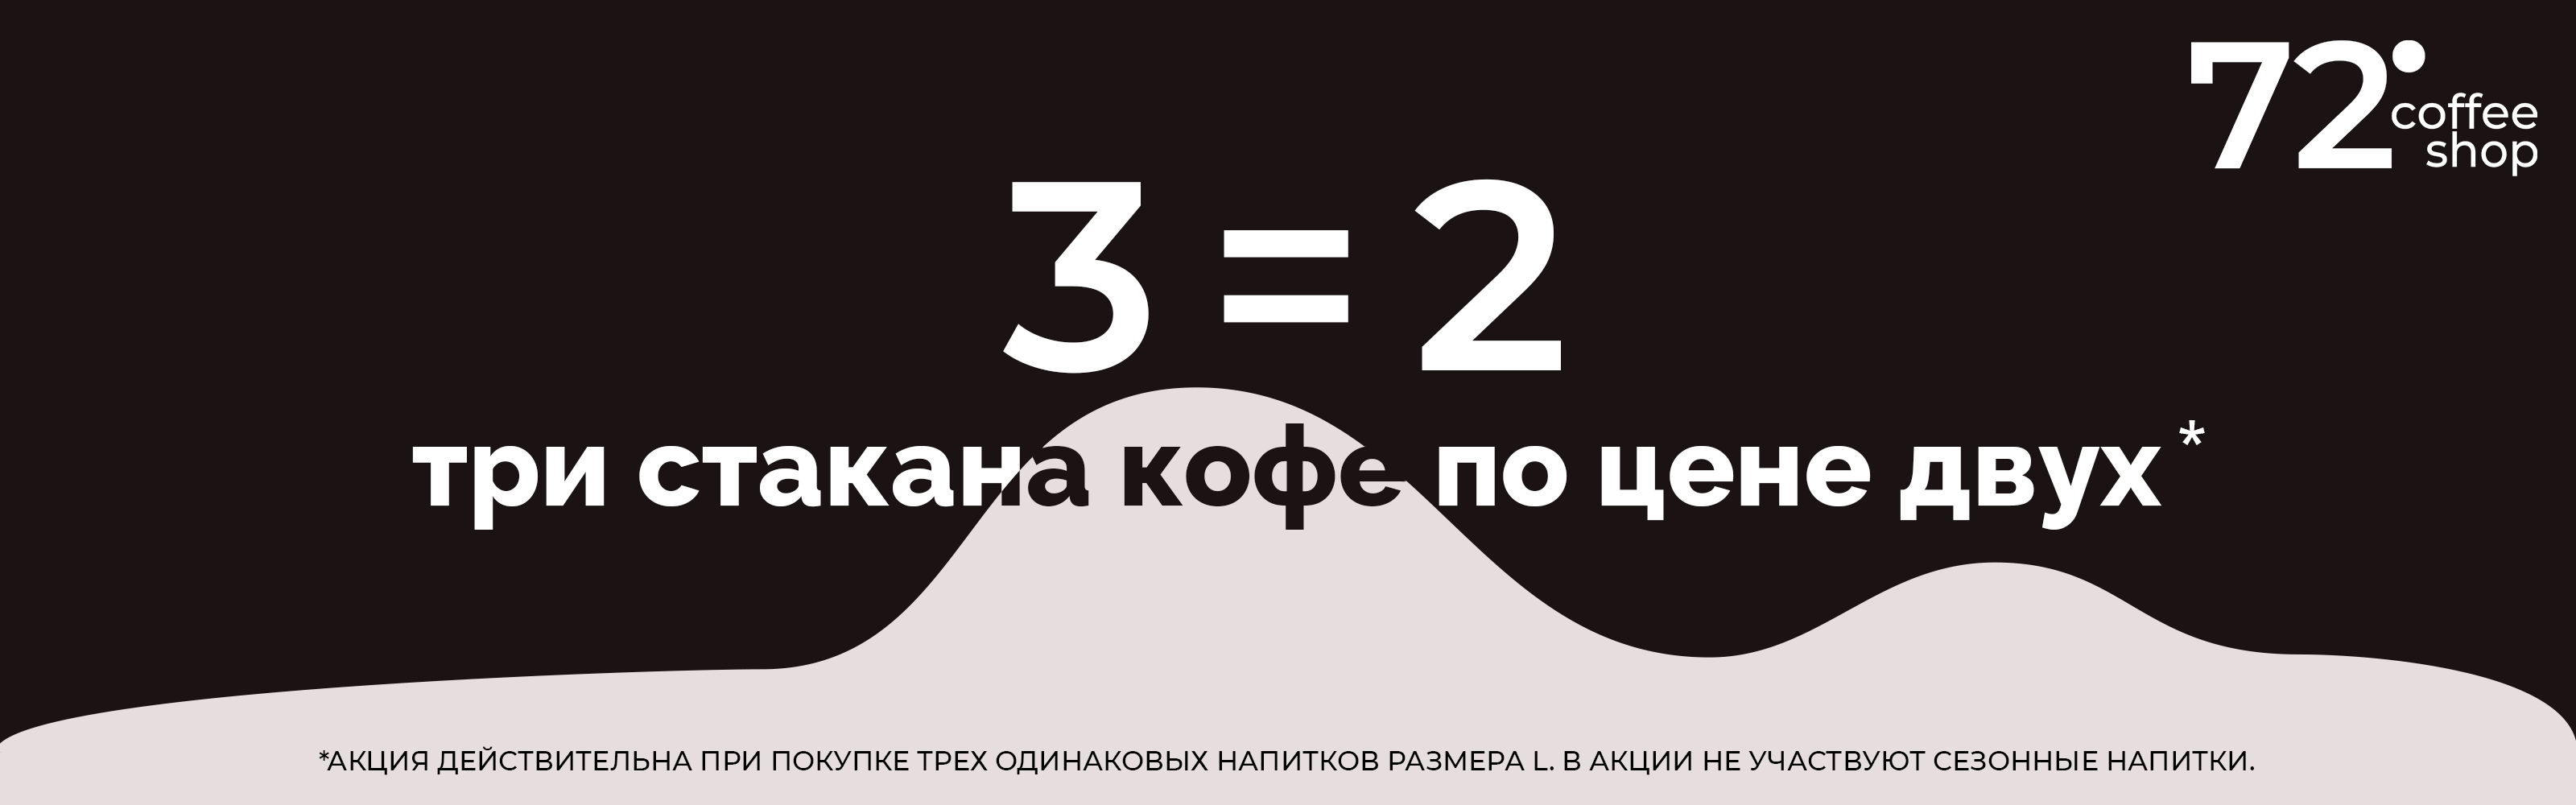 72°
coffee
shop
3 = 2
три стакана кофе по цене двух*
*АКЦИЯ ДЕЙСТВИТЕЛЬНА ПРИ ПОКУПКЕ ТРЕХ ОДИНАКОВЫХ НАПИТКОВ РАЗМЕРА L. В АКЦИИ НЕ УЧАСТВУЮТ СЕЗОННЫЕ НАПИТКИ.